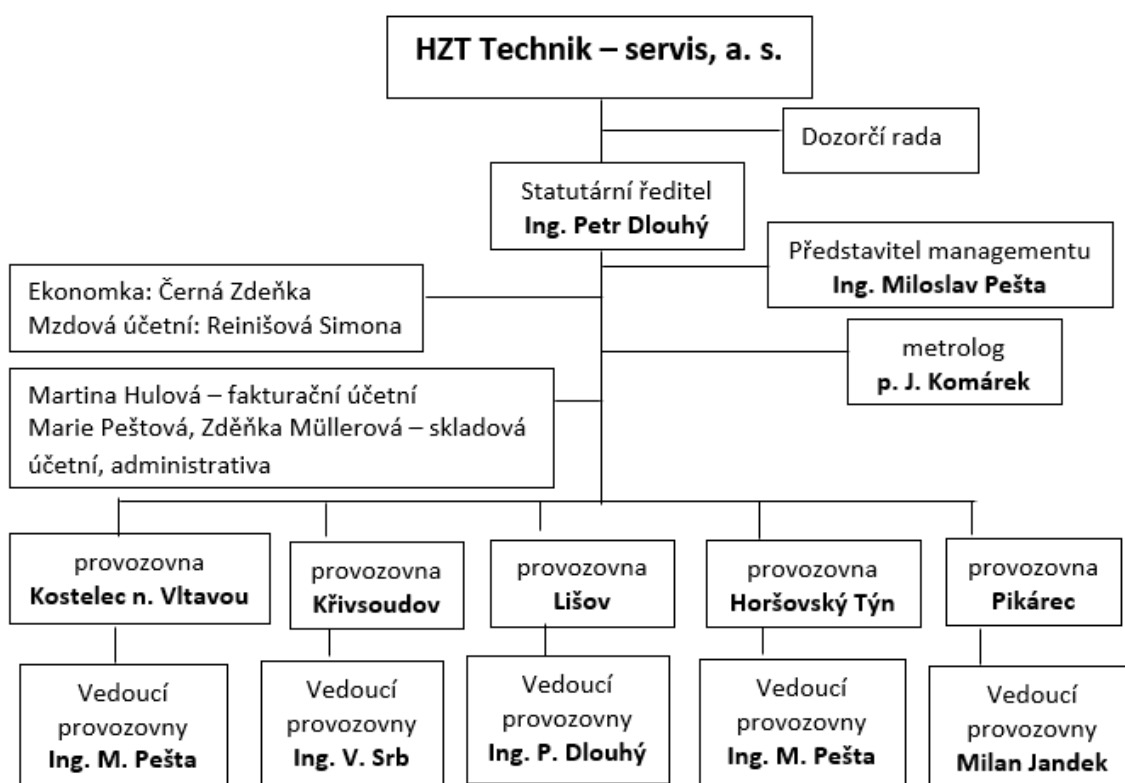 HZT Technik – servis, a. s.
Dozorčí rada
Statutární ředitel
Ing. Petr Dlouhý
Představitel managementu
Ing. Miloslav Pešta
Ekonomka: Černá Zdeňka
Mzdová účetní: Reinišová Simona
metrolog
p. J. Komárek
Martina Hulová – fakturační účetní
Marie Peštová, Zděňka Müllerová – skladová
účetní, administrativa
provozovna
Kostelec n. Vltavou
provozovna
Křivsoudov
provozovna
Lišov
provozovna
Horšovský Týn
provozovna
Pikárec
Vedoucí
provozovny
Ing. M. Pešta
Vedoucí
provozovny
Ing. V. Srb
Vedoucí
provozovny
Ing. P. Dlouhý
Vedoucí
provozovny
Ing. M. Pešta
Vedoucí
provozovny
Milan Jandek